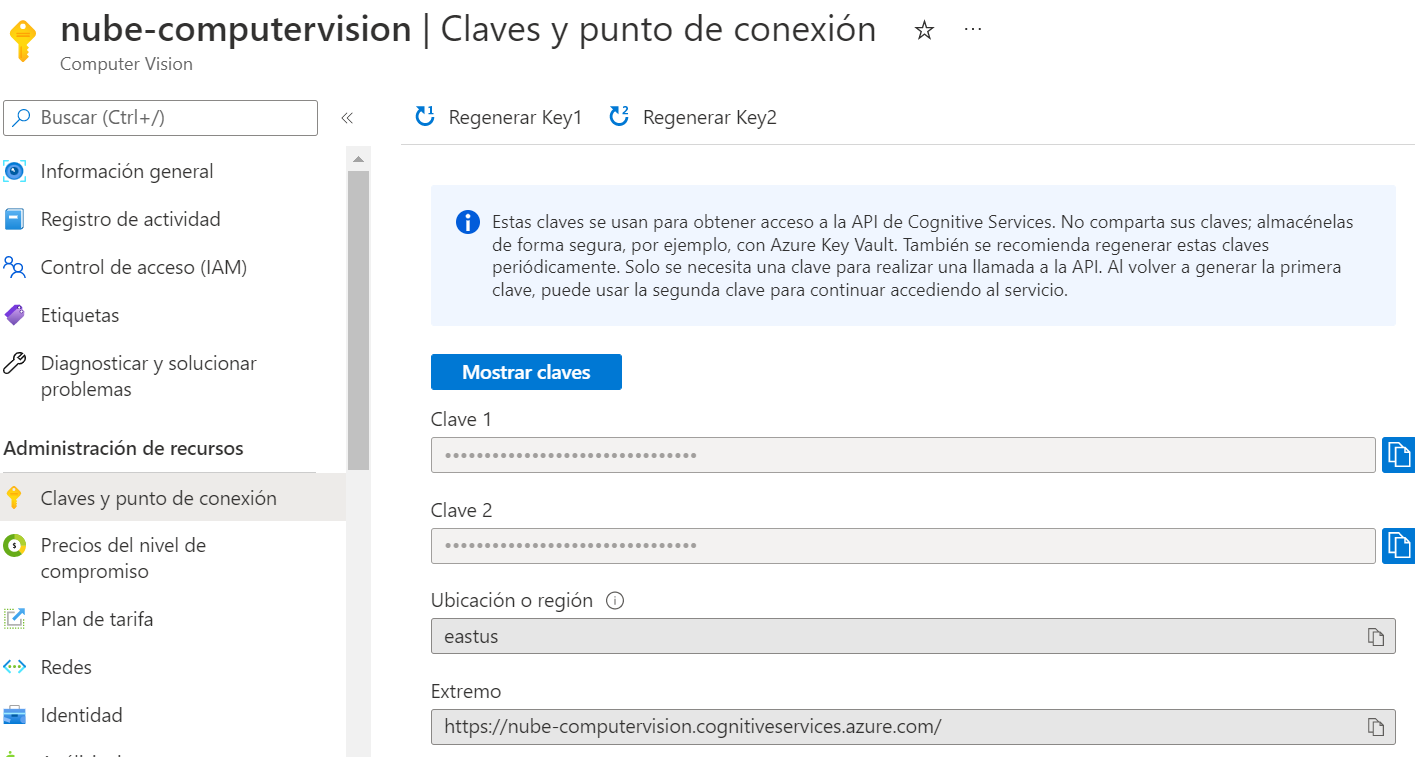 nube-computervision | Claves y punto de conexión
Computer Vision
Buscar (Ctrl+/)
Información general
Registro de actividad
Control de acceso (IAM)
Etiquetas
Diagnosticar y solucionar
problemas
Administración de recursos
Claves y punto de conexión
Precios del nivel de
compromiso
Plan de tarifa
Redes
Identidad
Regenerar Key1
Regenerar Key2
Estas claves se usan para obtener acceso a la API de Cognitive Services. No comparta sus claves; almacénelas
de forma segura, por ejemplo, con Azure Key Vault. También se recomienda regenerar estas claves
periódicamente. Solo se necesita una clave para realizar una llamada a la API. Al volver a generar la primera
clave, puede usar la segunda clave para continuar accediendo al servicio.
Mostrar claves
Clave 1
••••••••••••••••••••••••••••••••
Clave 2
••••••••••••••••••••••••••••••••
Ubicación o región
eastus
Extremo
https://nube-computervision.cognitiveservices.azure.com/